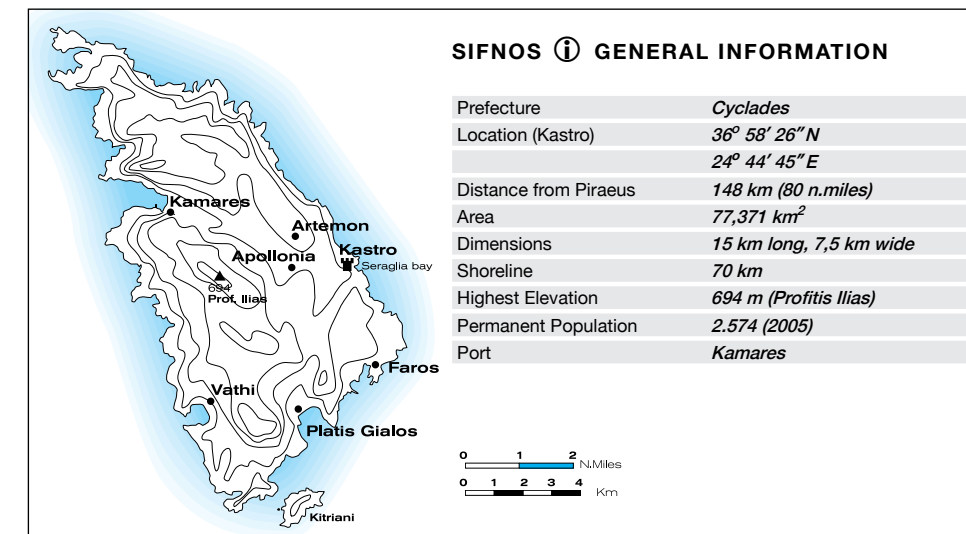 SIFNOS ⓘ GENERAL INFORMATION
Prefecture Cyclades
Location (Kastro) 36º 58′ 26″ N
24º 44′ 45″ E
Distance from Piraeus 148 km (80 n.miles)
Area 77,371 km²
Dimensions 15 km long, 7,5 km wide
Shoreline 70 km
Highest Elevation 694 m (Profitis Ilias)
Permanent Population 2.574 (2005)
Port Kamares
Kamares
Artemon
Kastro
Apollonia
Seraglia bay
694
Prof. Ilias
Faros
Vathi
Platis Gialos
Kitriani
0 1 2
N.Miles
0 1 2 3 4
Km